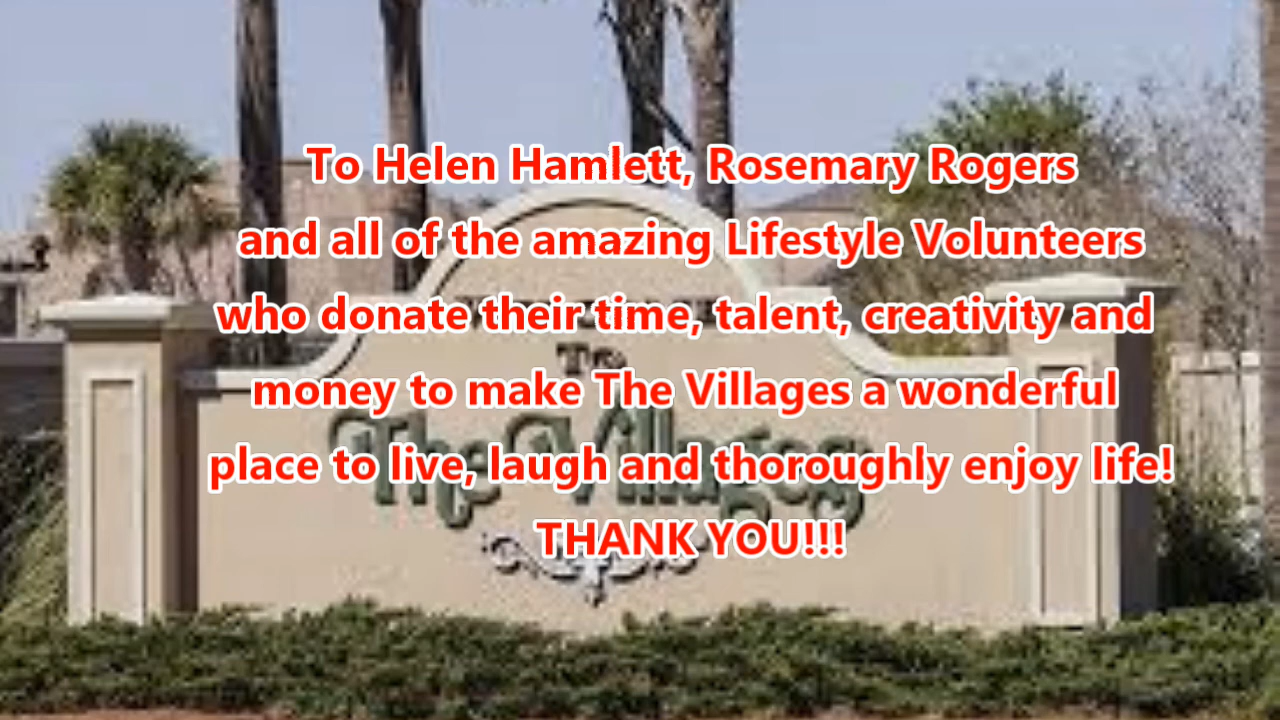 To Helen Hamlett, Rosemary Rogers
and all of the amazing Lifestyle Volunteers
who donate their time, talent, creativity and
money to make The Villages a wonderful
place to live, laugh and thoroughly enjoy life!
THANK YOU!!!
To
The Villages